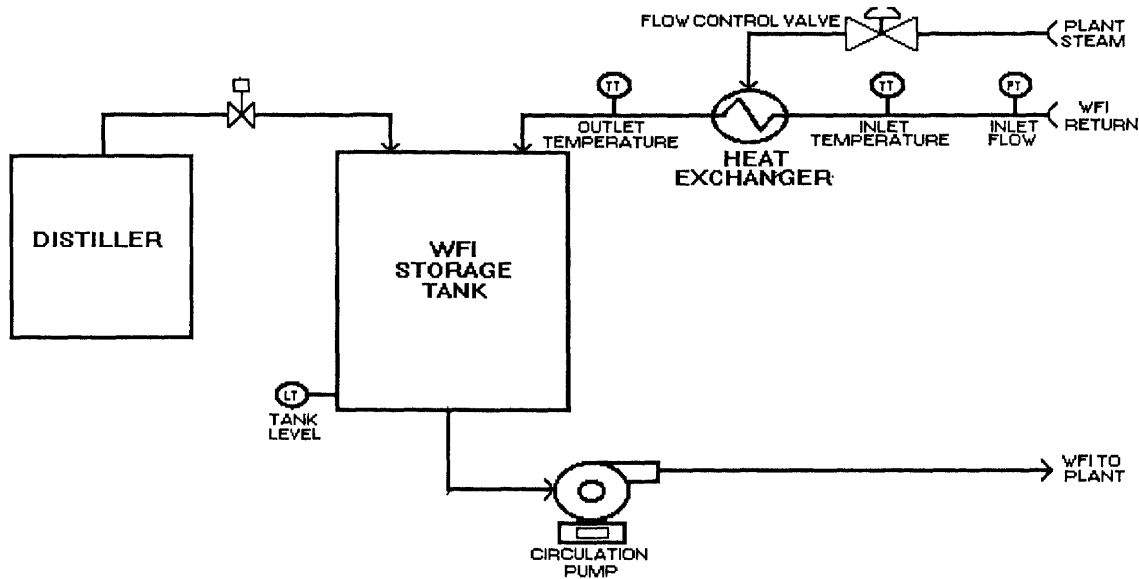 FLOW CONTROL VALVE
PLANT
STEAM
TT
TT
FT
OUTLET
TEMPERATURE
INLET
TEMPERATURE
INLET
FLOW
WFI
RETURN
HEAT
EXCHANGER
DISTILLER
WFI
STORAGE
TANK
LT
TANK
LEVEL
WFI TO
PLANT
CIRCULATION
PUMP